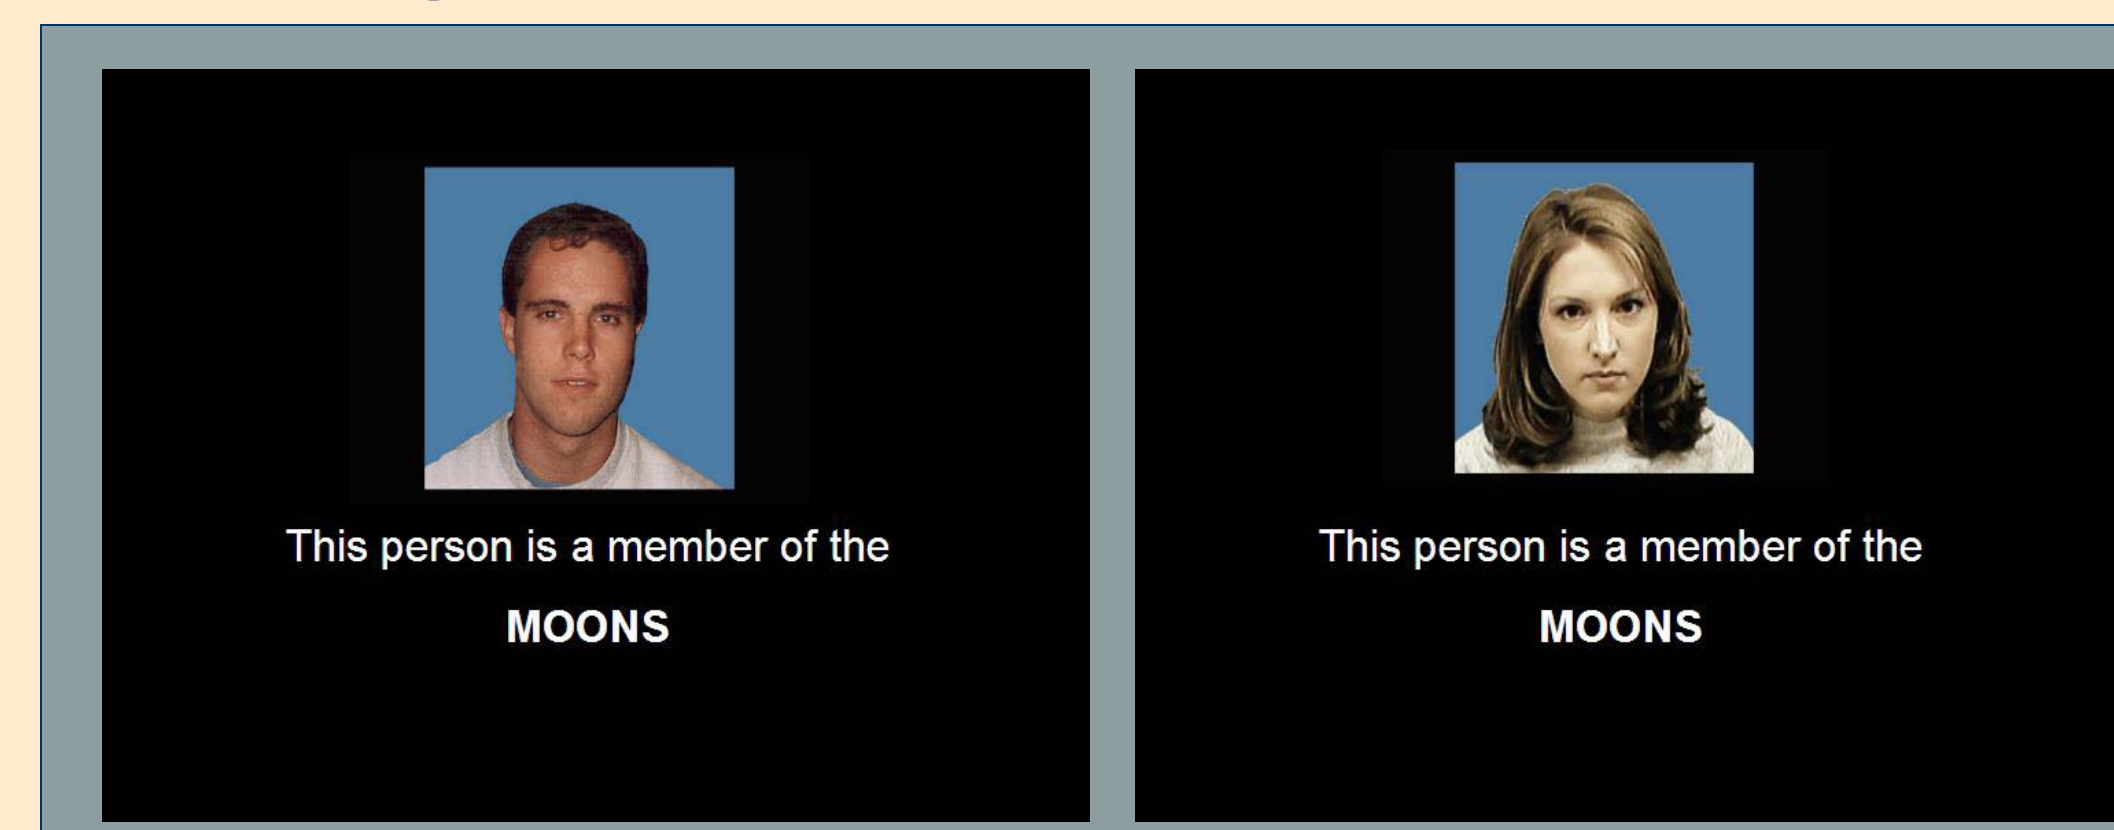 This person is a member of the
MOONS
This person is a member of the
MOONS